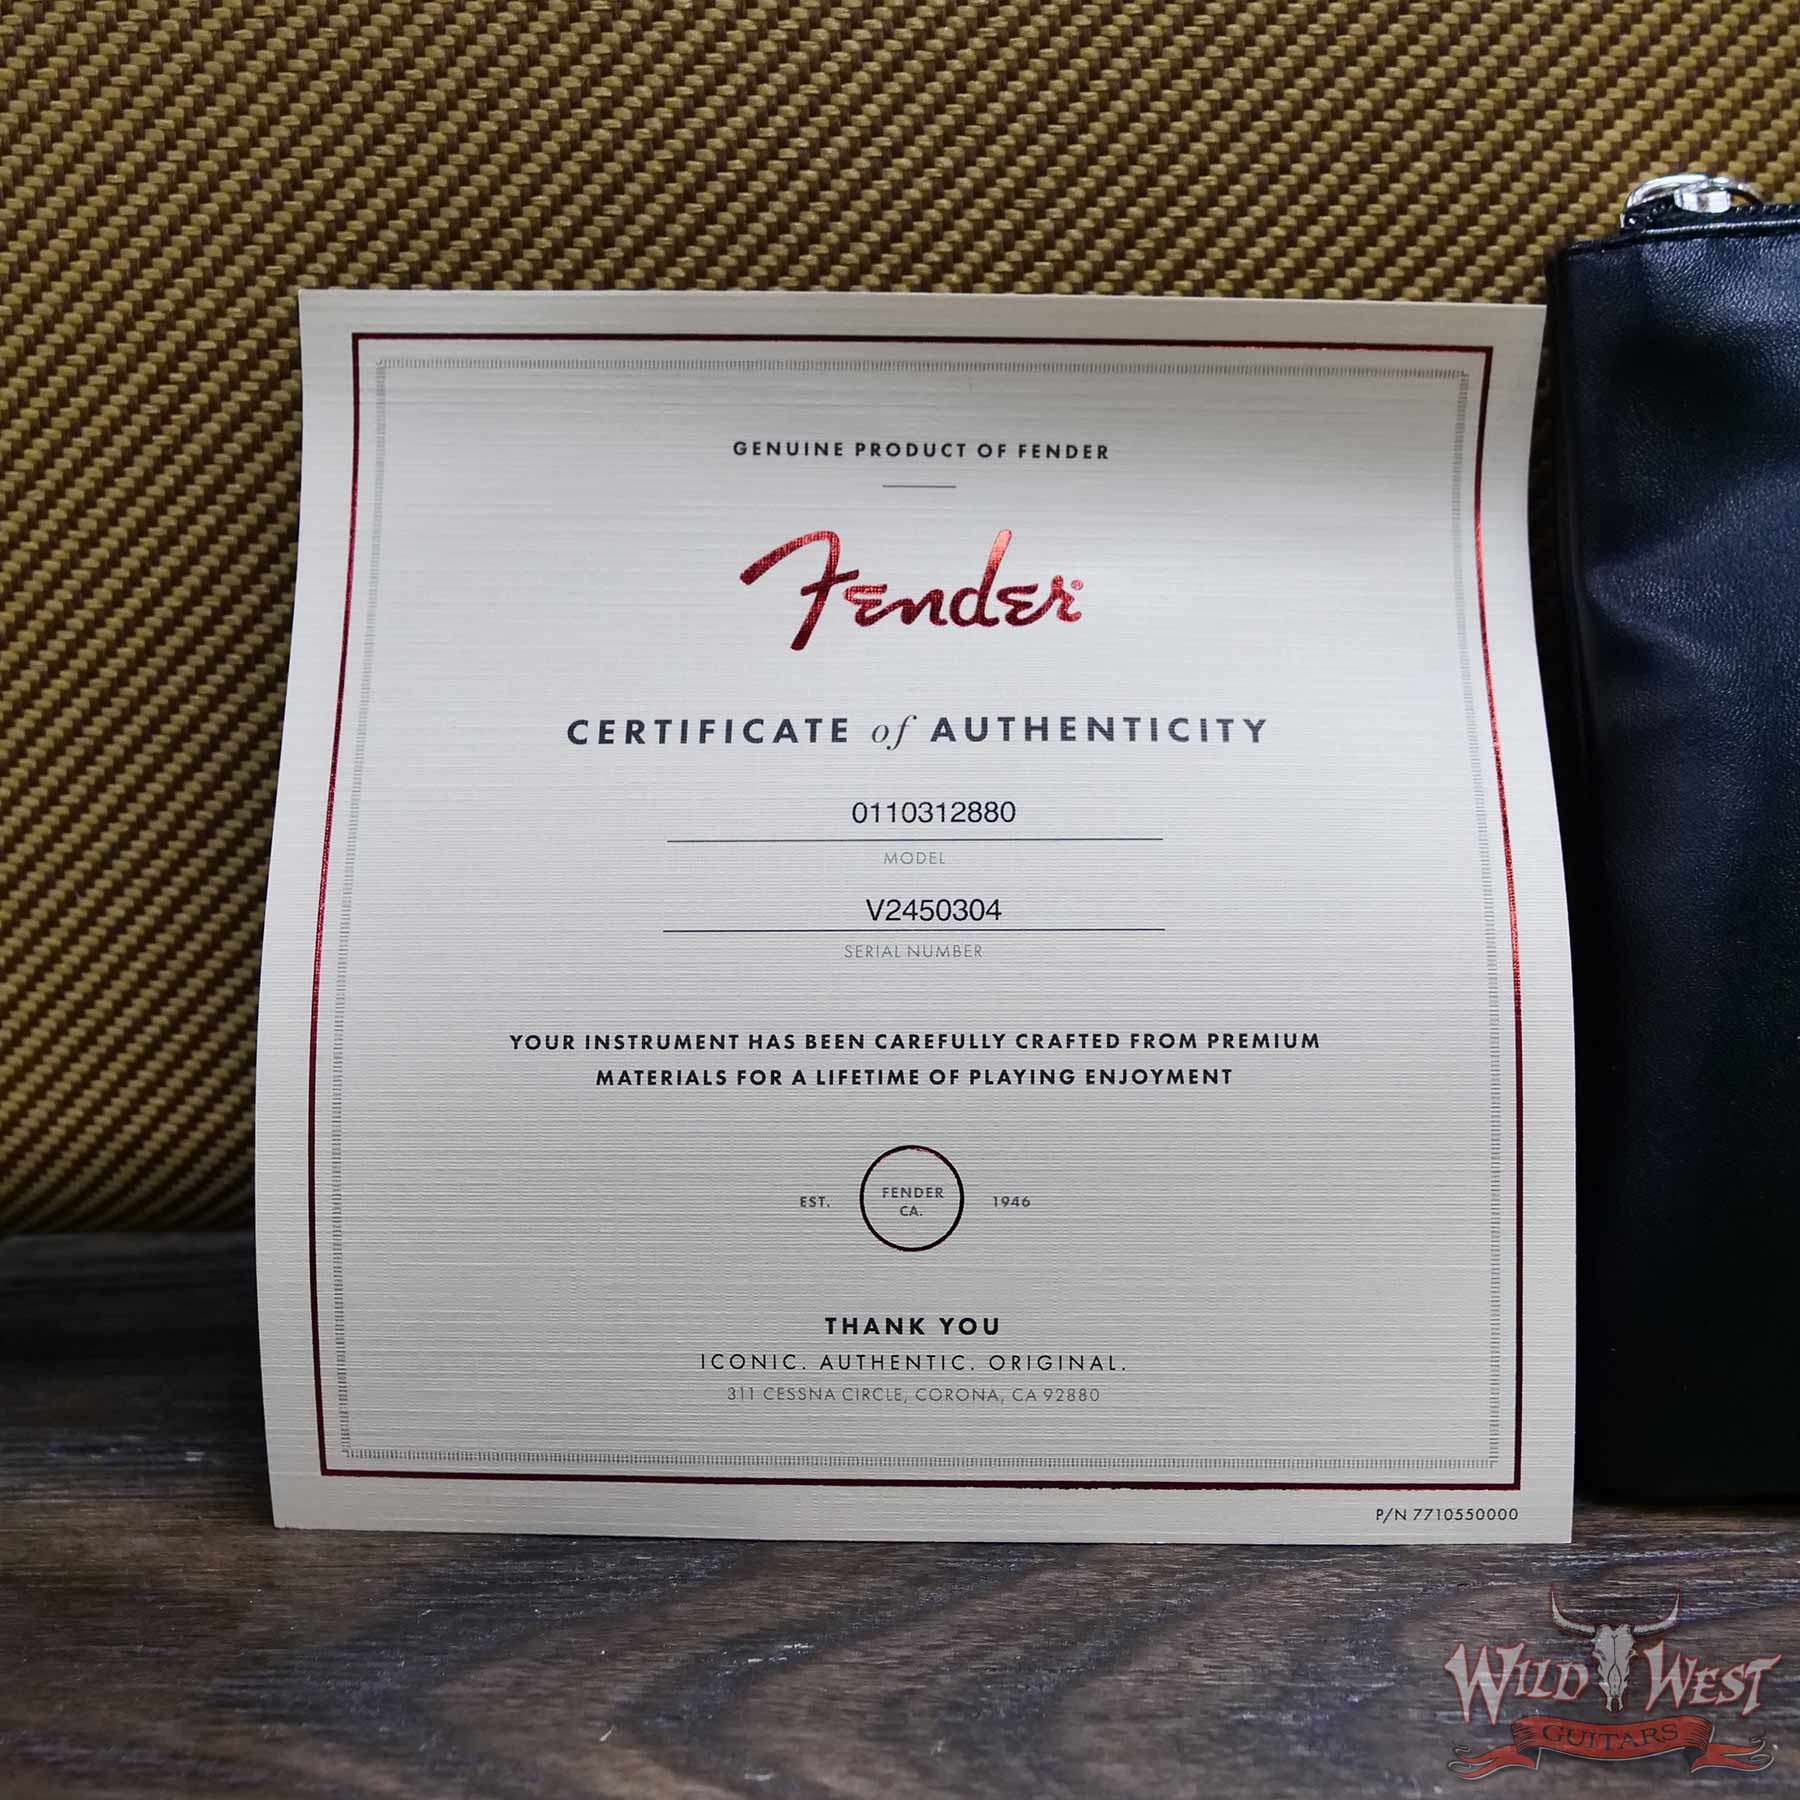 GENUINE PRODUCT OF FENDER
Fender®
CERTIFICATE of AUTHENTICITY
0110312880
MODEL
V2450304
SERIAL NUMBER
YOUR INSTRUMENT HAS BEEN CAREFULLY CRAFTED FROM PREMIUM
MATERIALS FOR A LIFETIME OF PLAYING ENJOYMENT
EST. FENDER CA. 1946
THANK YOU
ICONIC. AUTHENTIC. ORIGINAL.
311 CESSNA CIRCLE, CORONA, CA 92880
P/N 7710550000
WILD WEST
GUITARS